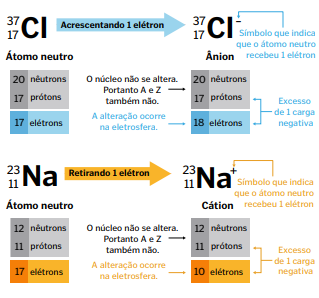 37
17 Cl
Acrescentando 1 elétron
37
17 Cl-
Símbolo que indica
que o átomo neutro
recebeu 1 elétron
Átomo neutro
Ânion
20 nêutrons
17 prótons
17 elétrons
O núcleo não se altera.
Portanto A e Z
também não.
A alteração ocorre
na eletrosfera.
20 nêutrons
17 prótons
18 elétrons
Excesso
de 1 carga
negativa
23
11 Na
Retirando 1 elétron
23
11 Na+
Símbolo que indica
que o átomo neutro
recebeu 1 elétron
Átomo neutro
Cátion
12 nêutrons
11 prótons
17 elétrons
O núcleo não se altera.
Portanto A e Z
também não.
A alteração ocorre
na eletrosfera.
12 nêutrons
11 prótons
10 elétrons
Excesso
de 1 carga
negativa